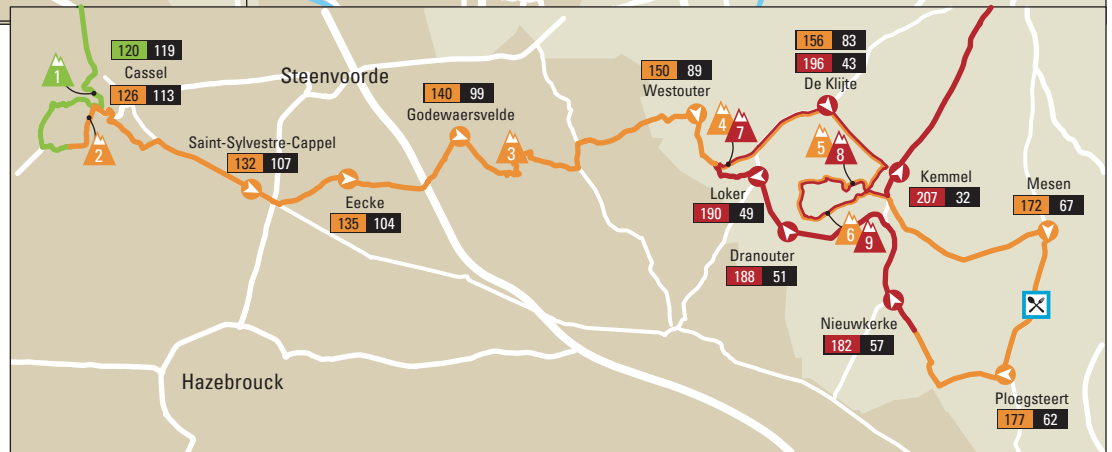 120 119
Cassel
126 113
1
2
Steenvoorde
Saint-Sylvestre-Cappel
132 107
Eecke
135 104
140 99
Godewaersvelde
3
150 89
Westouter
4
7
156 83
196 43
De Klijte
5
8
Loker
190 49
Kemmel
207 32
Mesen
172 67
6
9
Dranouter
188 51
Nieuwkerke
182 57
Hazebrouck
Ploegsteert
177 62